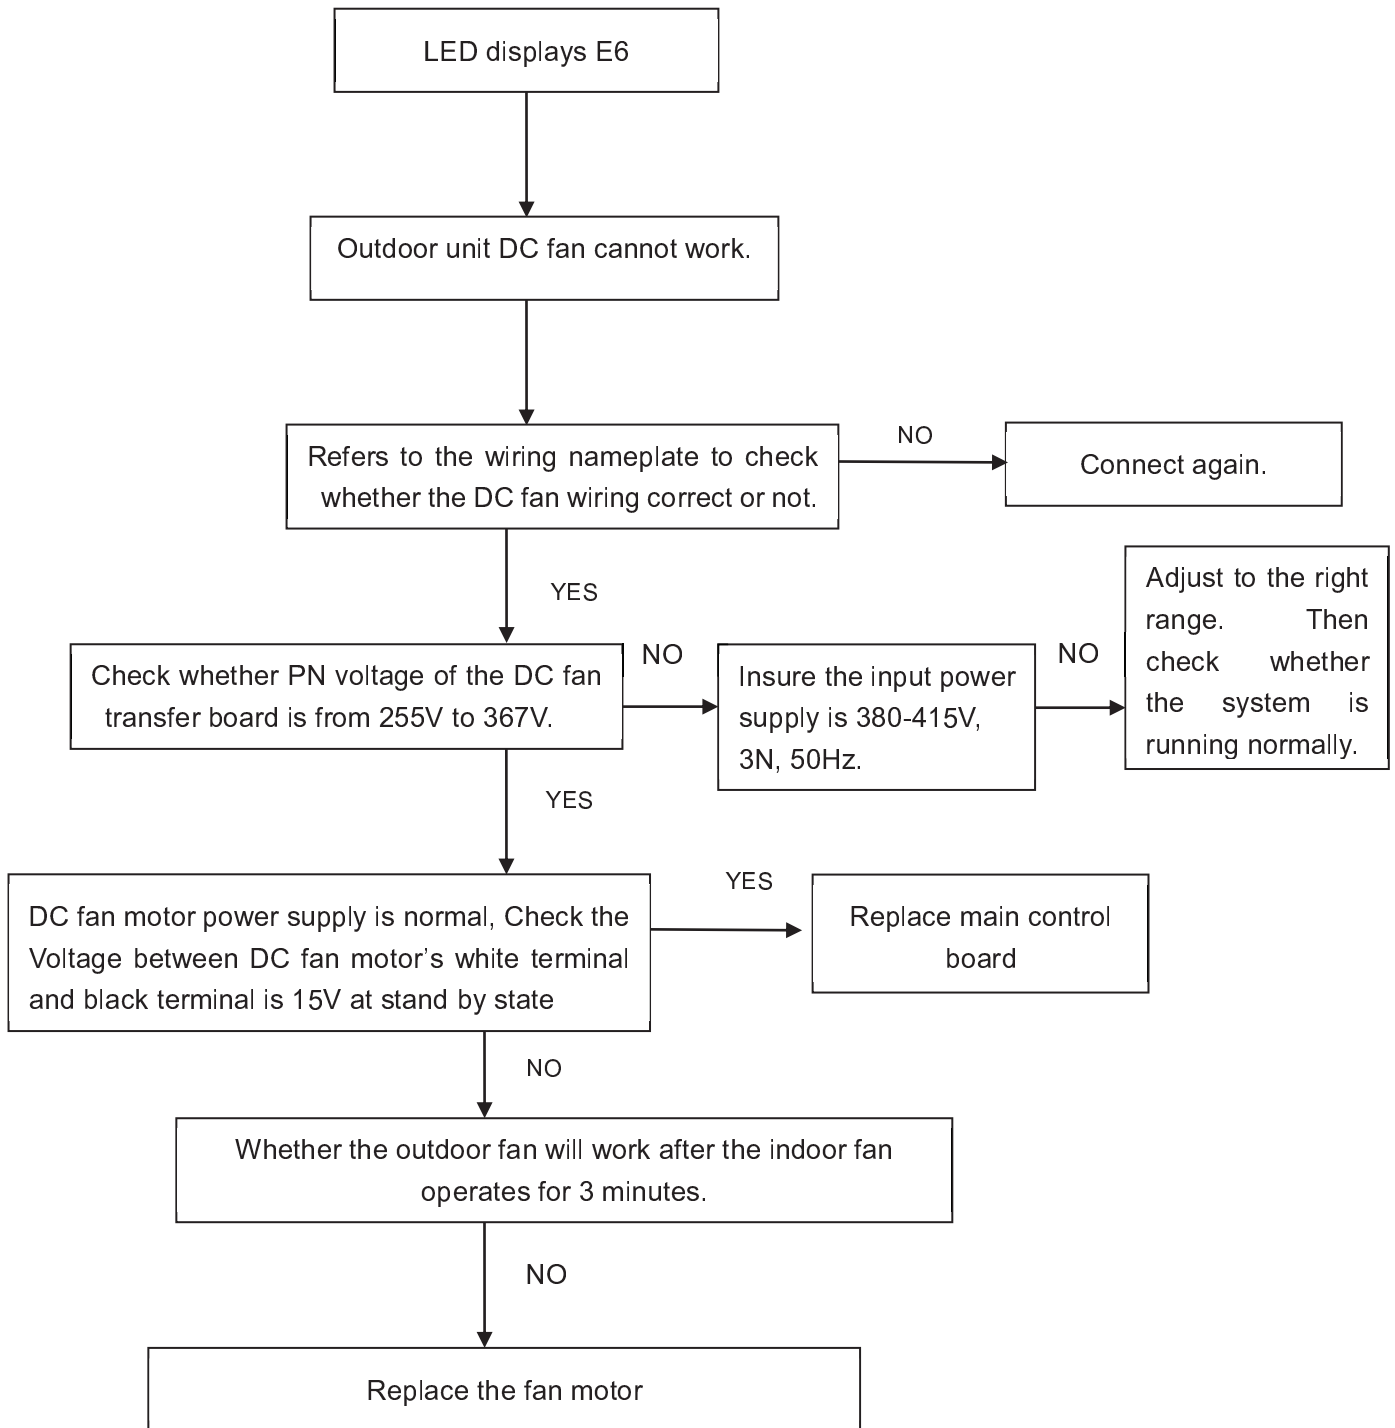 LED displays E6
Outdoor unit DC fan cannot work.
Refers to the wiring nameplate to check
whether the DC fan wiring correct or not.
NO
Connect again.
YES
Check whether PN voltage of the DC fan
transfer board is from 255V to 367V.
NO
Insure the input power
supply is 380-415V,
3N, 50Hz.
NO
Adjust to the right
range. Then
check whether
the system is
running normally.
YES
DC fan motor power supply is normal, Check the
Voltage between DC fan motor’s white terminal
and black terminal is 15V at stand by state
YES
Replace main control
board
NO
Whether the outdoor fan will work after the indoor fan
operates for 3 minutes.
NO
Replace the fan motor